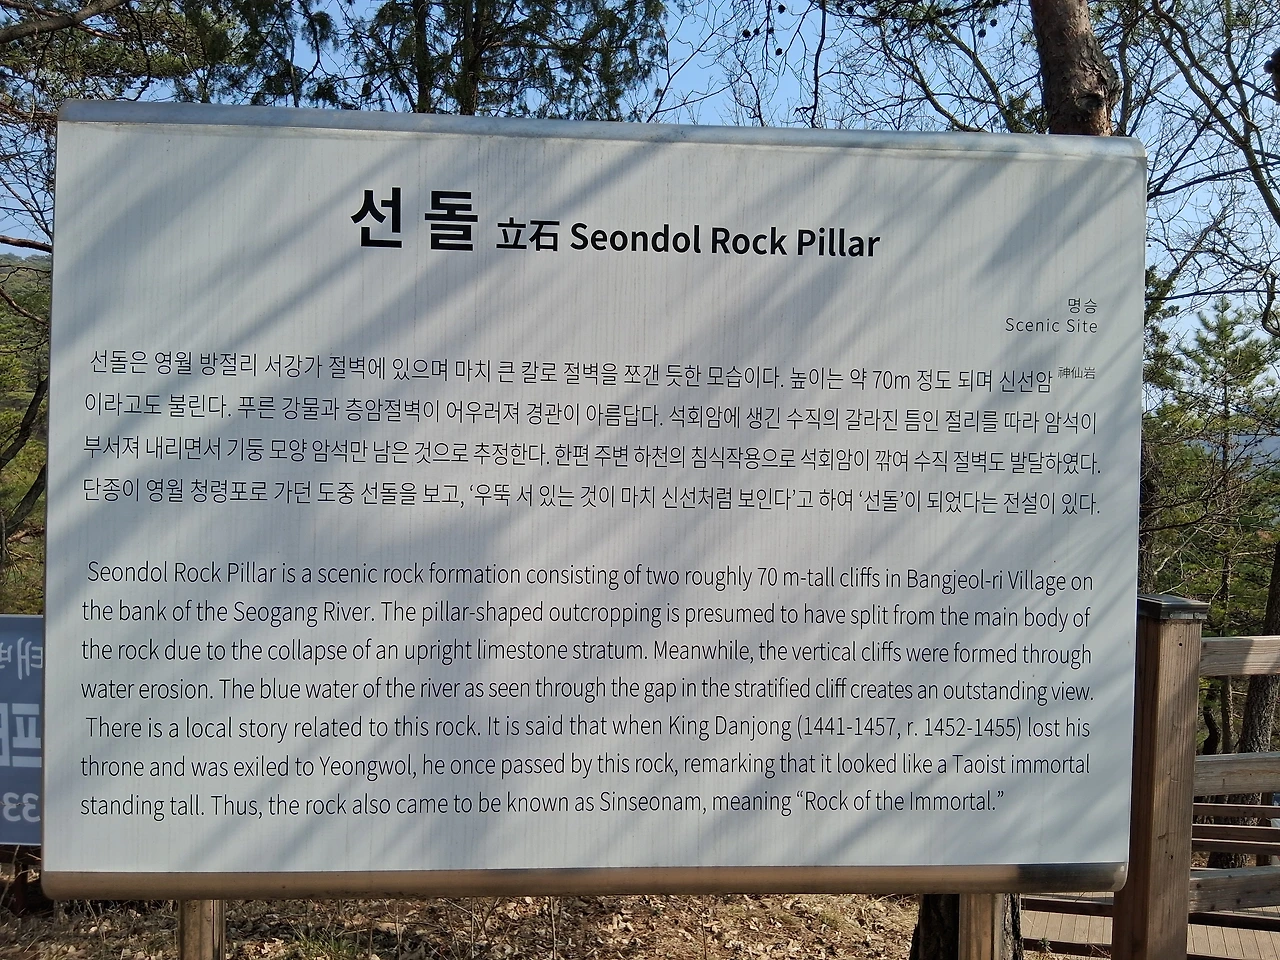 선돌 立石 Seondol Rock Pillar
명승
Scenic Site
선돌은 영월 방절리 서강가 절벽에 있으며 마치 큰 칼로 절벽을 쪼갠 듯한 모습이다. 높이는 약 70m 정도 되며 신선암 神仙岩
이라고도 불린다. 푸른 강물과 층암절벽이 어우러져 경관이 아름답다. 석회암에 생긴 수직의 갈라진 틈인 절리를 따라 암석이
부서져 내리면서 기둥 모양 암석만 남은 것으로 추정한다. 한편 주변 하천의 침식작용으로 석회암이 깎여 수직 절벽도 발달하였다.
단종이 영월 청령포로 가던 도중 선돌을 보고, ‘우뚝 서 있는 것이 마치 신선처럼 보인다’고 하여 ‘선돌’이 되었다는 전설이 있다.
Seondol Rock Pillar is a scenic rock formation consisting of two roughly 70 m-tall cliffs in Bangjeol-ri Village on
the bank of the Seogang River. The pillar-shaped outcropping is presumed to have split from the main body of
the rock due to the collapse of an upright limestone stratum. Meanwhile, the vertical cliffs were formed through
water erosion. The blue water of the river as seen through the gap in the stratified cliff creates an outstanding view.
There is a local story related to this rock. It is said that when King Danjong (1441-1457, r. 1452-1455) lost his
throne and was exiled to Yeongwol, he once passed by this rock, remarking that it looked like a Taoist immortal
standing tall. Thus, the rock also came to be known as Sinseonam, meaning “Rock of the Immortal.”